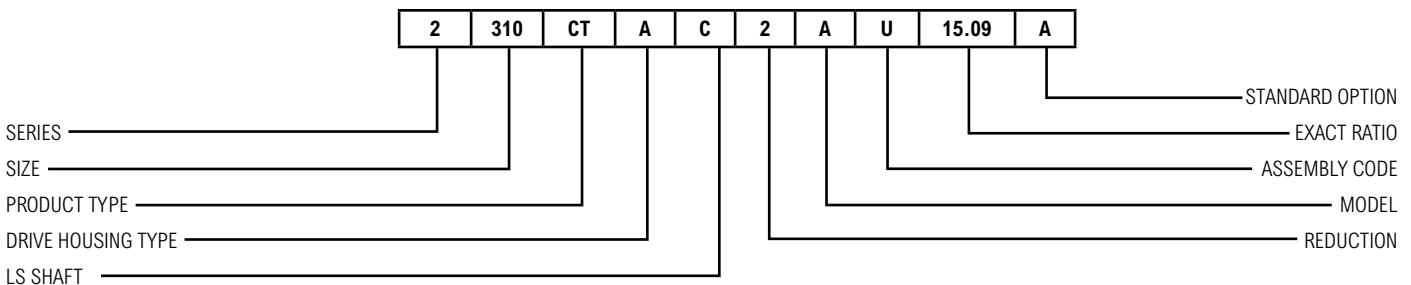 2 310 CT A C 2 A U 15.09 A
STANDARD OPTION
SERIES EXACT RATIO
SIZE ASSEMBLY CODE
PRODUCT TYPE MODEL
DRIVE HOUSING TYPE REDUCTION
LS SHAFT